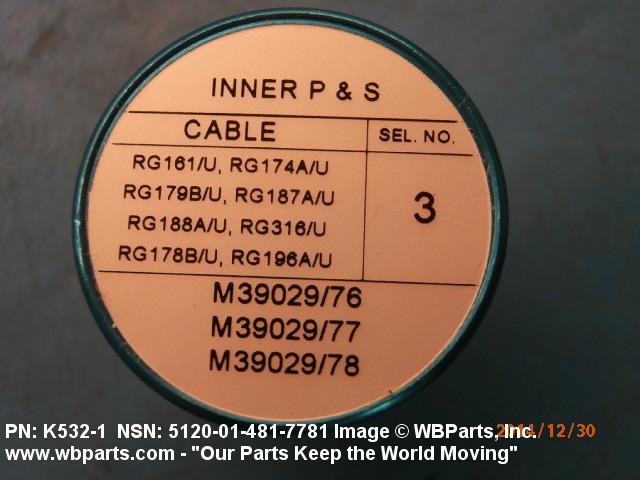 INNER P & S
CABLE SEL. NO.
RG161/U, RG174A/U
RG179B/U, RG187A/U
3
RG188A/U, RG316/U
RG178B/U, RG196A/U
M39029/76
M39029/77
M39029/78
PN: K532-1 NSN: 5120-01-481-7781 Image © WBParts, Inc.
2011/12/30
www.wbparts.com - "Our Parts Keep the World Moving"